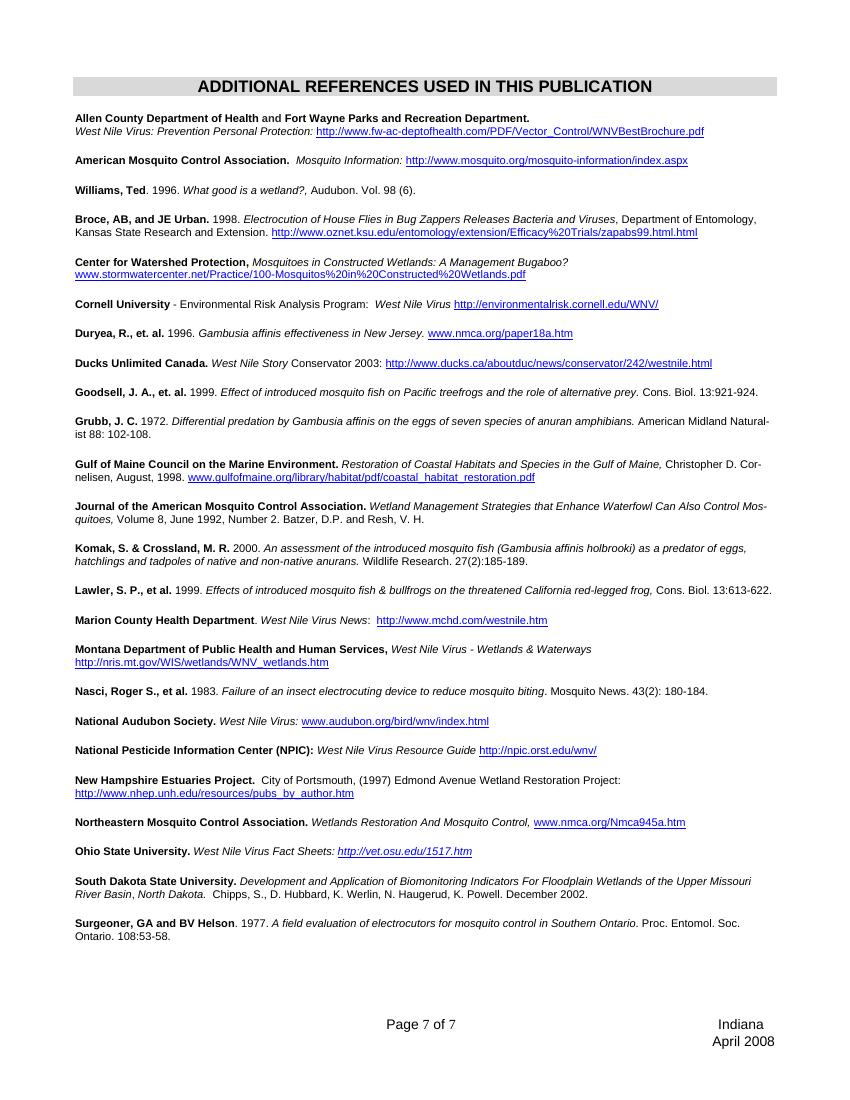 ADDITIONAL REFERENCES USED IN THIS PUBLICATION
Allen County Department of Health and Fort Wayne Parks and Recreation Department.
West Nile Virus: Prevention Personal Protection: http://www.fw-ac-deptofhealth.com/PDF/Vector_Control/WNVBestBrochure.pdf
American Mosquito Control Association.  Mosquito Information: http://www.mosquito.org/mosquito-information/index.aspx
Williams, Ted. 1996. What good is a wetland?, Audubon. Vol. 98 (6).
Broce, AB, and JE Urban. 1998. Electrocution of House Flies in Bug Zappers Releases Bacteria and Viruses, Department of Entomology,
Kansas State Research and Extension. http://www.oznet.ksu.edu/entomology/extension/Efficacy%20Trials/zapabs99.html.html
Center for Watershed Protection, Mosquitoes in Constructed Wetlands: A Management Bugaboo?
www.stormwatercenter.net/Practice/100-Mosquitos%20in%20Constructed%20Wetlands.pdf
Cornell University - Environmental Risk Analysis Program:  West Nile Virus http://environmentalrisk.cornell.edu/WNV/
Duryea, R., et. al. 1996. Gambusia affinis effectiveness in New Jersey. www.nmca.org/paper18a.htm
Ducks Unlimited Canada. West Nile Story Conservator 2003: http://www.ducks.ca/aboutduc/news/conservator/242/westnile.html
Goodsell, J. A., et. al. 1999. Effect of introduced mosquito fish on Pacific treefrogs and the role of alternative prey. Cons. Biol. 13:921-924.
Grubb, J. C. 1972. Differential predation by Gambusia affinis on the eggs of seven species of anuran amphibians. American Midland Natural-
ist 88: 102-108.
Gulf of Maine Council on the Marine Environment. Restoration of Coastal Habitats and Species in the Gulf of Maine, Christopher D. Cor-
nelisen, August, 1998. www.gulfofmaine.org/library/habitat/pdf/coastal_habitat_restoration.pdf
Journal of the American Mosquito Control Association. Wetland Management Strategies that Enhance Waterfowl Can Also Control Mos-
quitoes, Volume 8, June 1992, Number 2. Batzer, D.P. and Resh, V. H.
Komak, S. & Crossland, M. R. 2000. An assessment of the introduced mosquito fish (Gambusia affinis holbrooki) as a predator of eggs,
hatchlings and tadpoles of native and non-native anurans. Wildlife Research. 27(2):185-189.
Lawler, S. P., et al. 1999. Effects of introduced mosquito fish & bullfrogs on the threatened California red-legged frog, Cons. Biol. 13:613-622.
Marion County Health Department. West Nile Virus News:  http://www.mchd.com/westnile.htm
Montana Department of Public Health and Human Services, West Nile Virus - Wetlands & Waterways
http://nris.mt.gov/WIS/wetlands/WNV_wetlands.htm
Nasci, Roger S., et al. 1983. Failure of an insect electrocuting device to reduce mosquito biting. Mosquito News. 43(2): 180-184.
National Audubon Society. West Nile Virus: www.audubon.org/bird/wnv/index.html
National Pesticide Information Center (NPIC): West Nile Virus Resource Guide http://npic.orst.edu/wnv/
New Hampshire Estuaries Project.  City of Portsmouth, (1997) Edmond Avenue Wetland Restoration Project:
http://www.nhep.unh.edu/resources/pubs_by_author.htm
Northeastern Mosquito Control Association. Wetlands Restoration And Mosquito Control, www.nmca.org/Nmca945a.htm
Ohio State University. West Nile Virus Fact Sheets: http://vet.osu.edu/1517.htm
South Dakota State University. Development and Application of Biomonitoring Indicators For Floodplain Wetlands of the Upper Missouri
River Basin, North Dakota.  Chipps, S., D. Hubbard, K. Werlin, N. Haugerud, K. Powell. December 2002.
Surgeoner, GA and BV Helson. 1977. A field evaluation of electrocutors for mosquito control in Southern Ontario. Proc. Entomol. Soc.
Ontario. 108:53-58.
Page 7 of 7
Indiana
April 2008